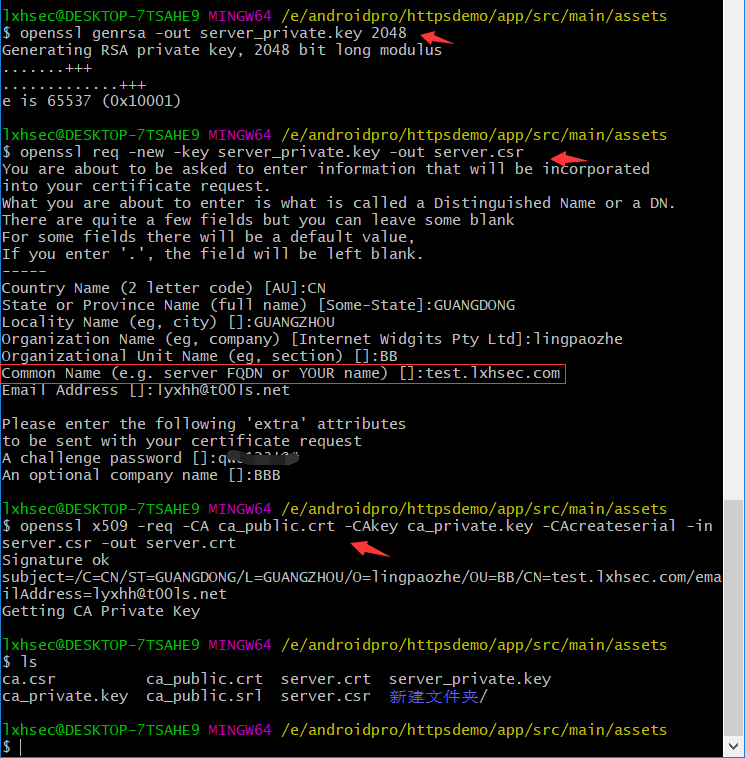 lxhsec@DESKTOP-7TSAHE9 MINGW64 /e/androidpro/httpsdemo/app/src/main/assets
$ openssl genrsa -out server_private.key 2048
Generating RSA private key, 2048 bit long modulus
.......+++
.............+++
e is 65537 (0x10001)
lxhsec@DESKTOP-7TSAHE9 MINGW64 /e/androidpro/httpsdemo/app/src/main/assets
$ openssl req -new -key server_private.key -out server.csr
You are about to be asked to enter information that will be incorporated
into your certificate request.
What you are about to enter is what is called a Distinguished Name or a DN.
There are quite a few fields but you can leave some blank
For some fields there will be a default value,
If you enter '.', the field will be left blank.
-----
Country Name (2 letter code) [AU]:CN
State or Province Name (full name) [Some-State]:GUANGDONG
Locality Name (eg, city) []:GUANGZHOU
Organization Name (eg, company) [Internet Widgits Pty Ltd]:lingpaozhe
Organizational Unit Name (eg, section) []:BB
Common Name (e.g. server FQDN or YOUR name) []:test.lxhsec.com
Email Address []:lyxhh@t00ls.net
Please enter the following 'extra' attributes
to be sent with your certificate request
A challenge password []:
An optional company name []:BBB
lxhsec@DESKTOP-7TSAHE9 MINGW64 /e/androidpro/httpsdemo/app/src/main/assets
$ openssl x509 -req -CA ca_public.crt -CAkey ca_private.key -CAcreateserial -in
server.csr -out server.crt
Signature ok
subject=/C=CN/ST=GUANGDONG/L=GUANGZHOU/O=lingpaozhe/OU=BB/CN=test.lxhsec.com/ema
ilAddress=lyxhh@t00ls.net
Getting CA Private Key
lxhsec@DESKTOP-7TSAHE9 MINGW64 /e/androidpro/httpsdemo/app/src/main/assets
$ ls
ca.csr ca_public.crt server.crt server_private.key
ca_private.key ca_public.srl server.csr 新建文件夹/
lxhsec@DESKTOP-7TSAHE9 MINGW64 /e/androidpro/httpsdemo/app/src/main/assets
$